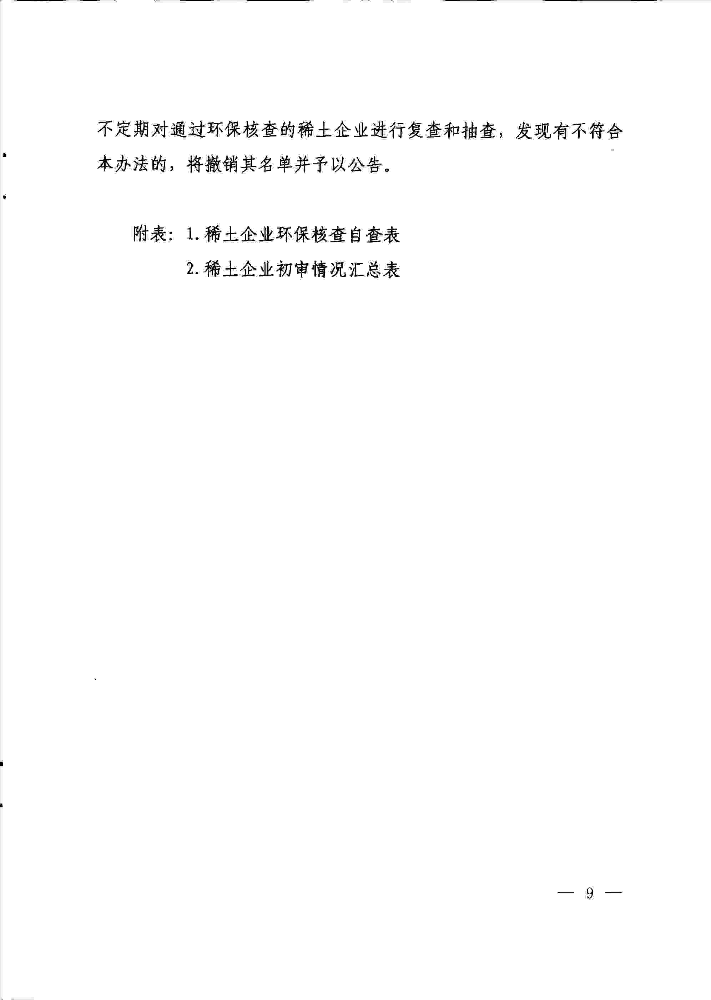 不定期对通过环保核查的稀土企业进行复查和抽查，发现有不符合
本办法的，将撤销其名单并予以公告。
附表：1.稀土企业环保核查自查表
2.稀土企业初审情况汇总表
— 9 —